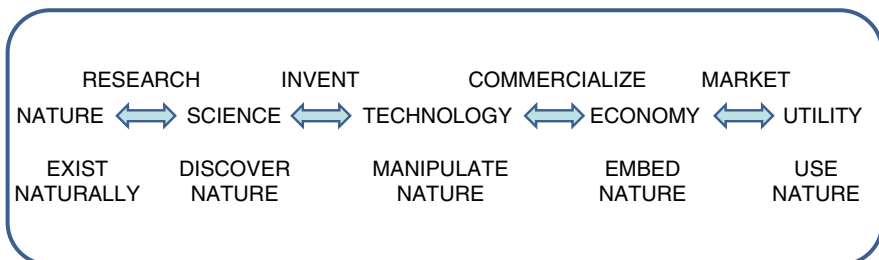 RESEARCH INVENT COMMERCIALIZE MARKET
NATURE SCIENCE TECHNOLOGY ECONOMY UTILITY
EXIST DISCOVER MANIPULATE EMBED USE
NATURALLY NATURE NATURE NATURE NATURE